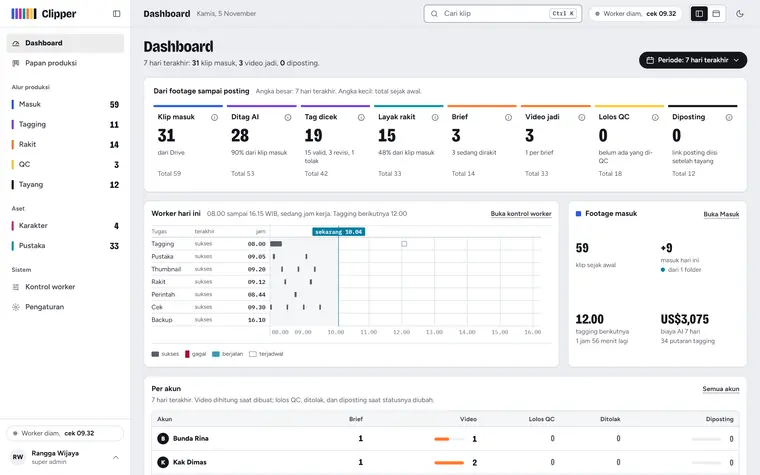 Clipper
Dashboard
Papan produksi
Alur produksi
Masuk 59
Tagging 11
Rakit 14
QC 3
Tayang 12
Aset
Karakter 4
Pustaka 33
Sistem
Kontrol worker
Pengaturan
Worker diam, cek 09.32
RW Rangga Wijaya
super admin
Dashboard Kamis, 5 November
Cari klip Ctrl K
Worker diam, cek 09.32
Dashboard
7 hari terakhir: 31 klip masuk, 3 video jadi, 0 diposting.
Periode: 7 hari terakhir
Dari footage sampai posting Angka besar: 7 hari terakhir. Angka kecil: total sejak awal.
Klip masuk
31
dari Drive
Total 59
Ditag AI
28
90% dari klip masuk
Total 53
Tag dicek
19
15 valid, 3 revisi, 1
tolak
Total 42
Layak rakit
15
48% dari klip masuk
Total 33
Brief
3
3 sedang dirakit
Total 14
Video jadi
3
1 per brief
Total 33
Lolos QC
0
belum ada yang di-
QC
Total 18
Diposting
0
link posting diisi
setelah tayang
Total 12
Worker hari ini 08.00 sampai 16.15 WIB, sedang jam kerja. Tagging berikutnya 12.00
Buka kontrol worker
Tugas terakhir jam
sekarang 10.04
Tagging sukses 08.00
Pustaka sukses 09.05
Thumbnail sukses 09.20
Rakit sukses 09.12
Perintah sukses 08.44
Cek sukses 09.30
Backup sukses 16.10
08.00 09.00 10.00 11.00 12.00 13.00 14.00 15.00 16.00
sukses gagal berjalan terjadwal
Footage masuk Buka Masuk
59
klip sejak awal
+9
masuk hari ini
dari 1 folder
12.00
tagging berikutnya
1 jam 56 menit lagi
US$3,075
biaya AI 7 hari
34 putaran tagging
Per akun Semua akun
7 hari terakhir. Video dihitung saat dibuat; lolos QC, ditolak, dan diposting saat statusnya diubah.
Akun Brief Video Lolos QC Ditolak Diposting
B Bunda Rina 1 1 0 0 0
K Kak Dimas 1 2 0 0 0